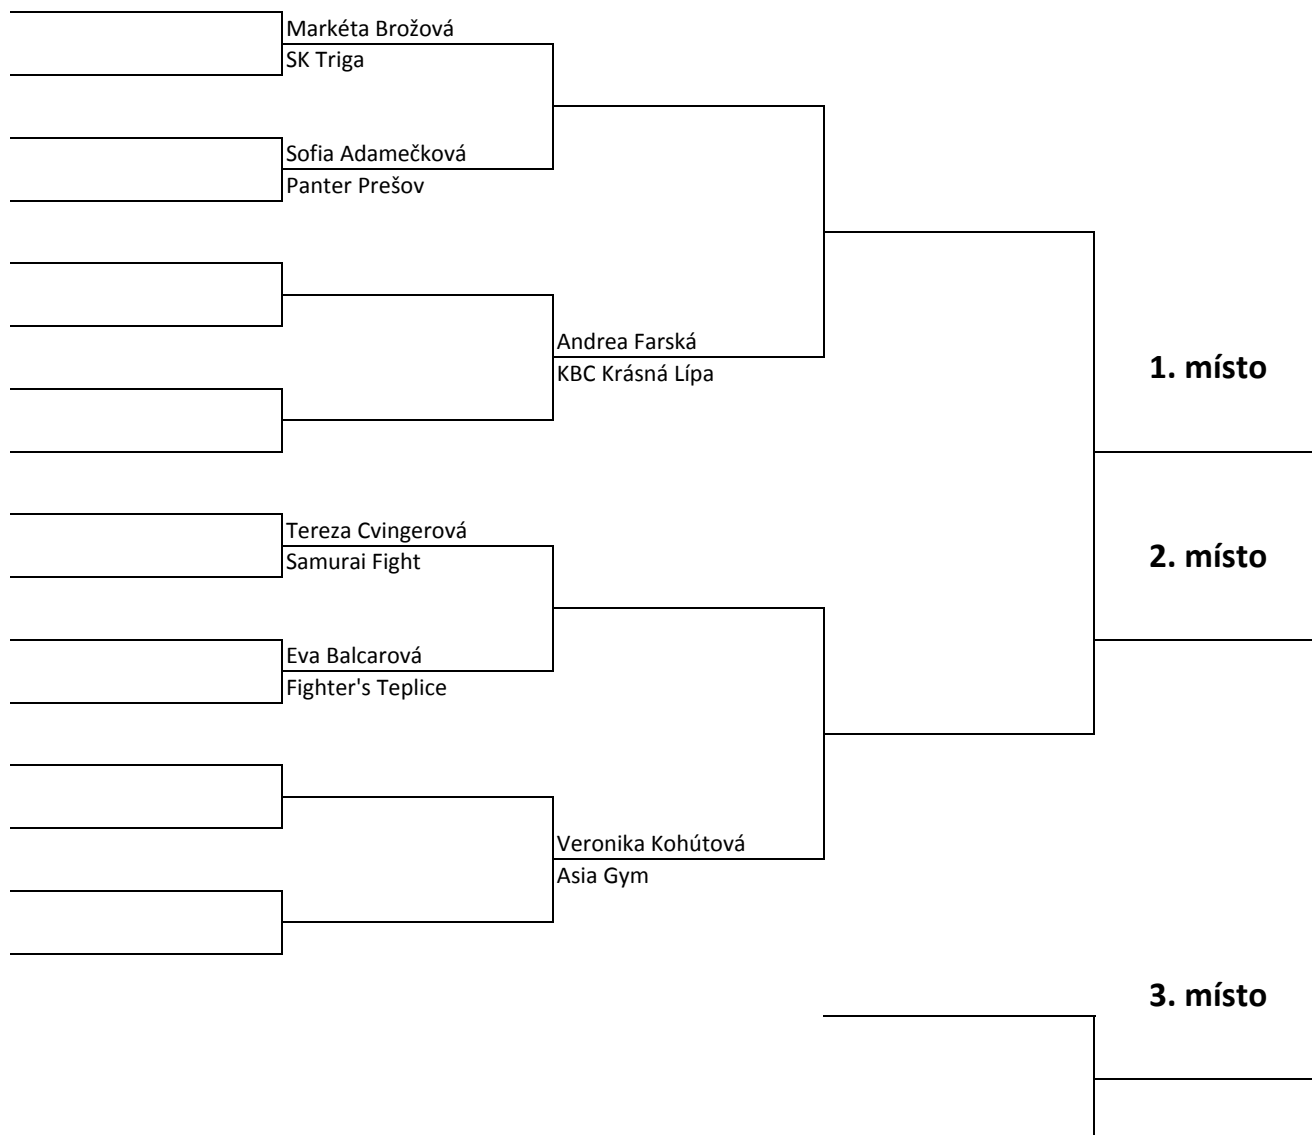 Markéta Brožová
SK Triga
Sofia Adamečková
Panter Prešov
Andrea Farská
KBC Krásná Lípa
1. místo
Tereza Cvingerová
Samurai Fight
2. místo
Eva Balcarová
Fighter's Teplice
Veronika Kohútová
Asia Gym
3. místo